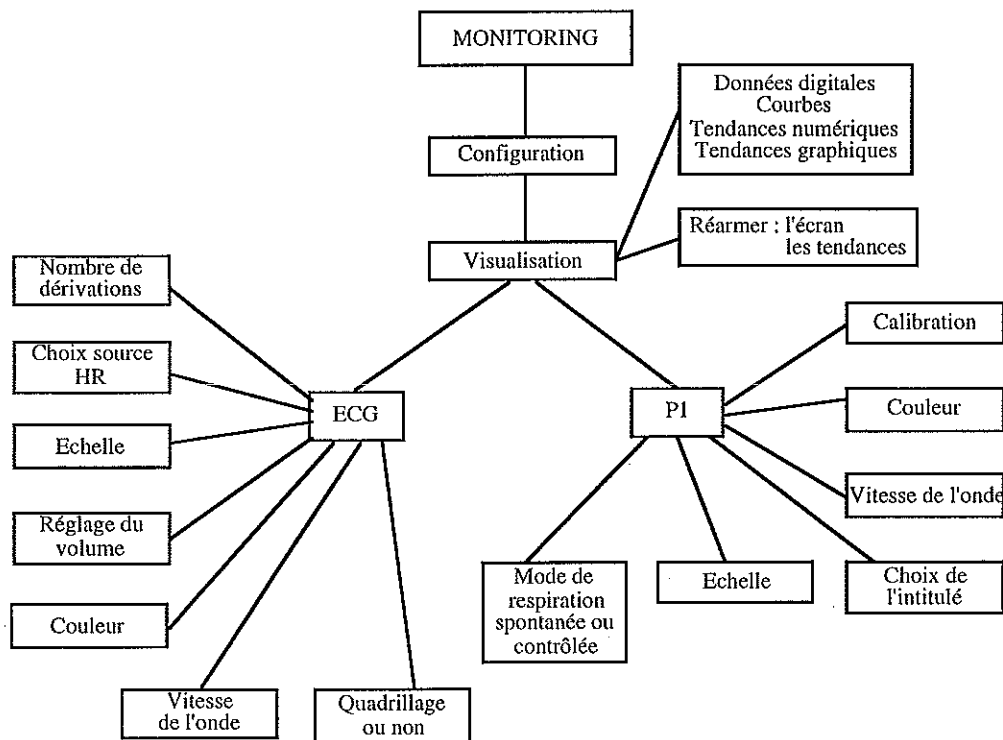 MONITORING
Données digitales
Courbes
Tendances numériques
Tendances graphiques
Configuration
Réarmer : l'écran
les tendances
Visualisation
Nombre de
dérivations
Calibration
Choix source
HR
ECG
P1
Couleur
Echelle
Vitesse de l'onde
Réglage du
volume
Mode de
respiration
spontanée ou
contrôlée
Echelle
Choix de
l'intitulé
Couleur
Vitesse
de l'onde
Quadrillage
ou non